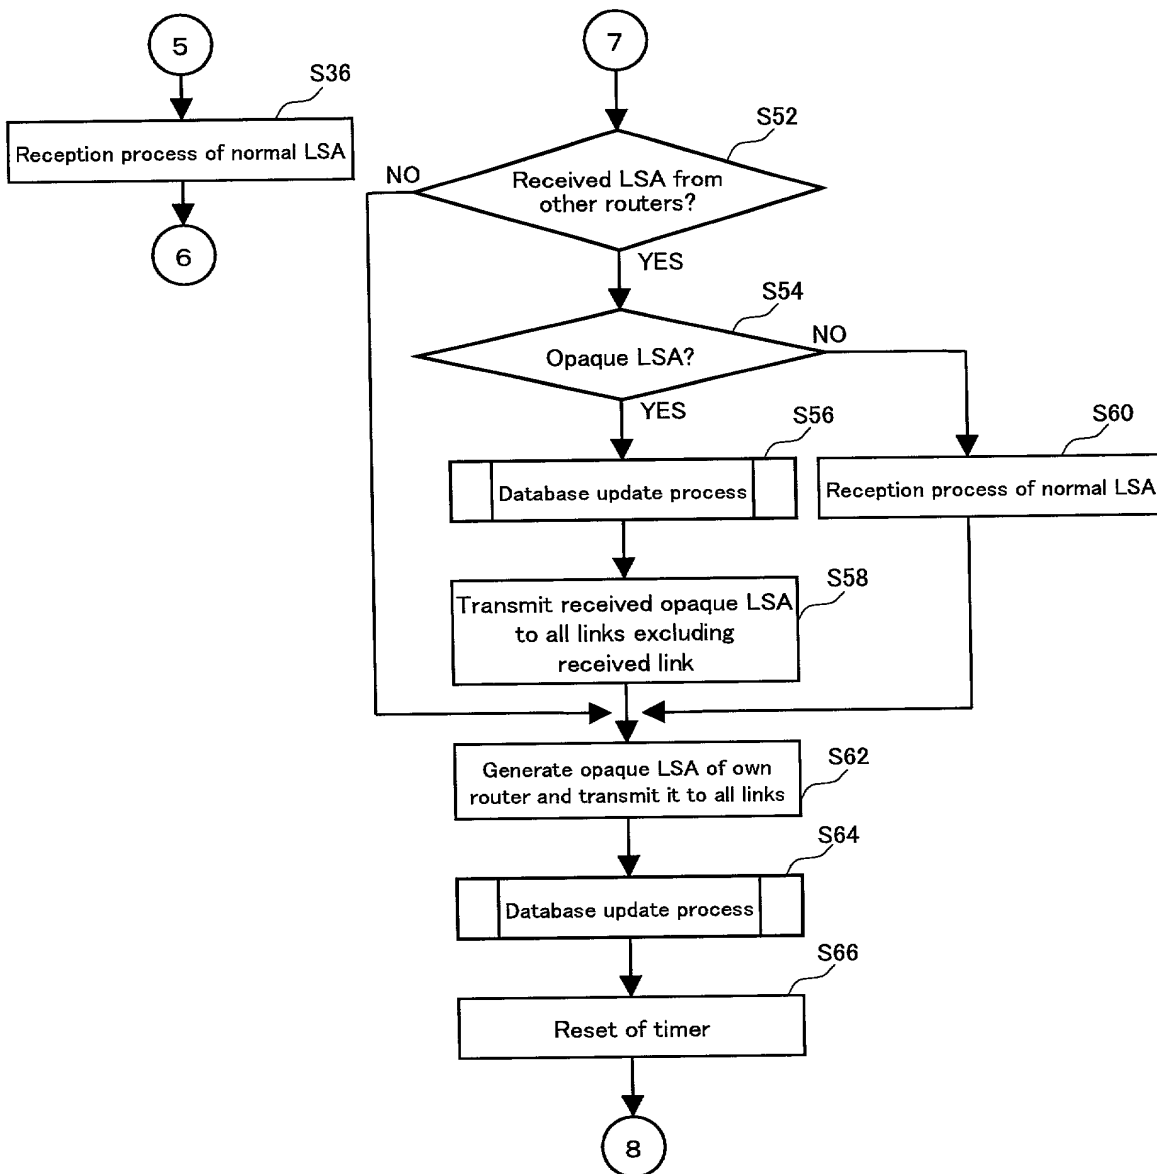 5
S36
Reception process of normal LSA
6
7
S52
Received LSA from
other routers?
NO
YES
S54
Opaque LSA?
NO
YES
S56
Database update process
S60
Reception process of normal LSA
S58
Transmit received opaque LSA
to all links excluding
received link
S62
Generate opaque LSA of own
router and transmit it to all links
S64
Database update process
S66
Reset of timer
8